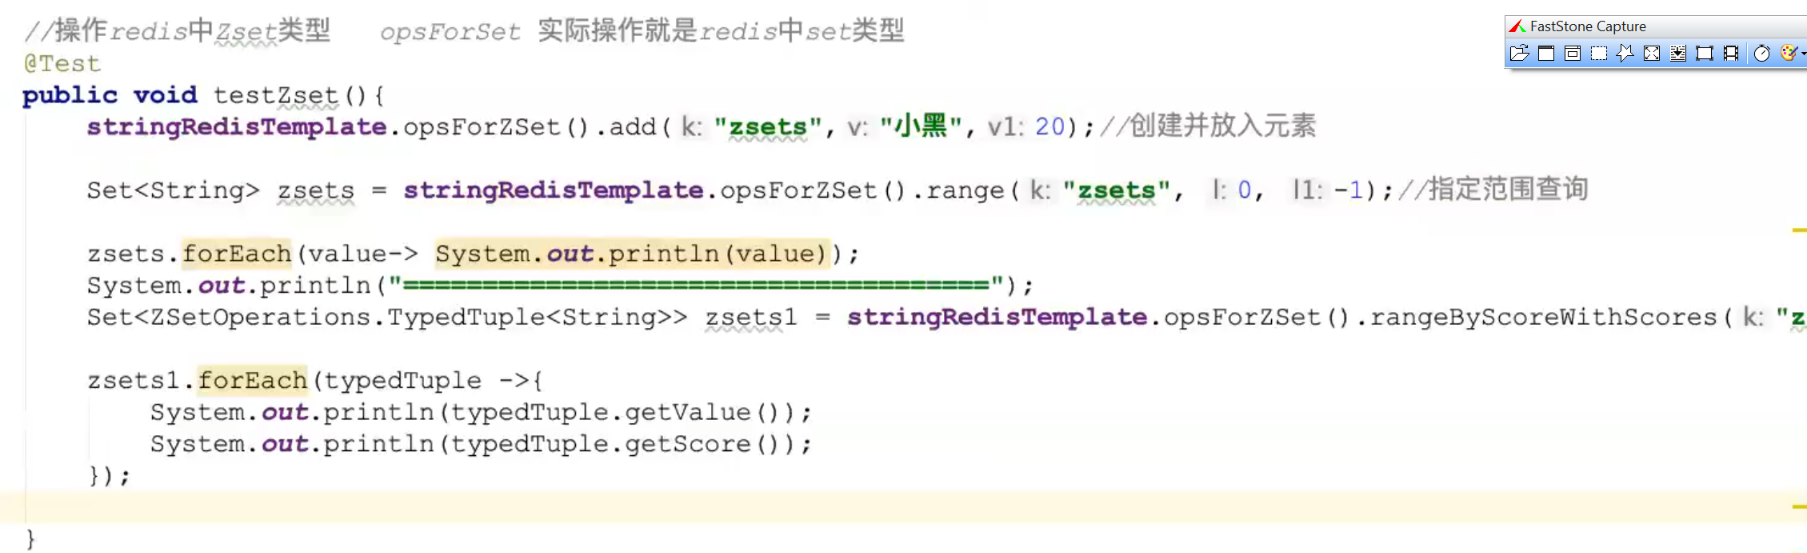 //操作redis中Zset类型   opsForSet 实际操作就是redis中set类型
FastStone Capture
@Test
public void testZset(){
stringRedisTemplate.opsForZSet().add( k: "zsets", v: "小黑", v1: 20);//创建并放入元素
Set<String> zsets = stringRedisTemplate.opsForZSet().range( k: "zsets", l: 0, l1: -1);//指定范围查询
zsets.forEach(value-> System.out.println(value));
System.out.println("=====================================");
Set<ZSetOperations.TypedTuple<String>> zsets1 = stringRedisTemplate.opsForZSet().rangeByScoreWithScores( k: "z
zsets1.forEach(typedTuple ->{
System.out.println(typedTuple.getValue());
System.out.println(typedTuple.getScore());
});
}